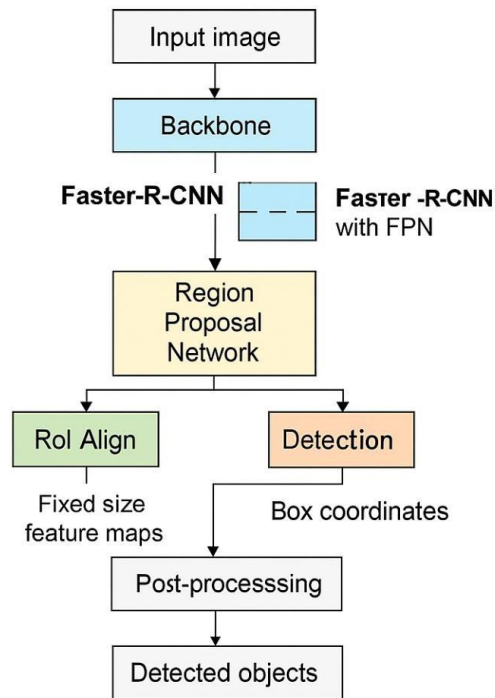 Input image
Backbone
Faster-R-CNN
Faster -R-CNN
with FPN
Region
Proposal
Network
RoI Align
Detection
Fixed size
feature maps
Box coordinates
Post-processsing
Detected objects